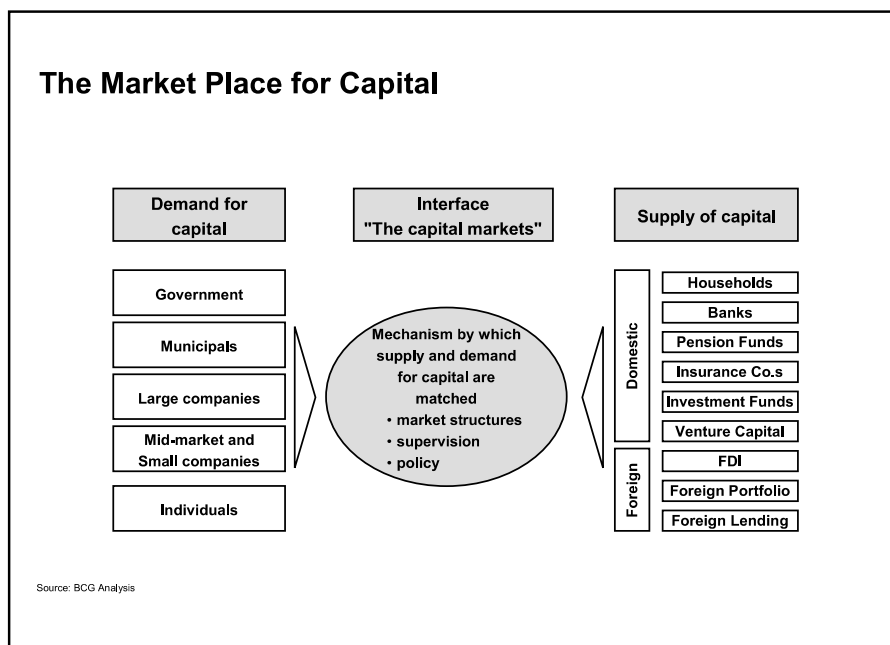 The Market Place for Capital
Demand for
capital
Interface
"The capital markets"
Supply of capital
Government
Municipals
Large companies
Mid-market and
Small companies
Individuals
Mechanism by which
supply and demand
for capital are
matched
• market structures
• supervision
• policy
Domestic
Households
Banks
Pension Funds
Insurance Co.s
Investment Funds
Venture Capital
Foreign
FDI
Foreign Portfolio
Foreign Lending
Source: BCG Analysis